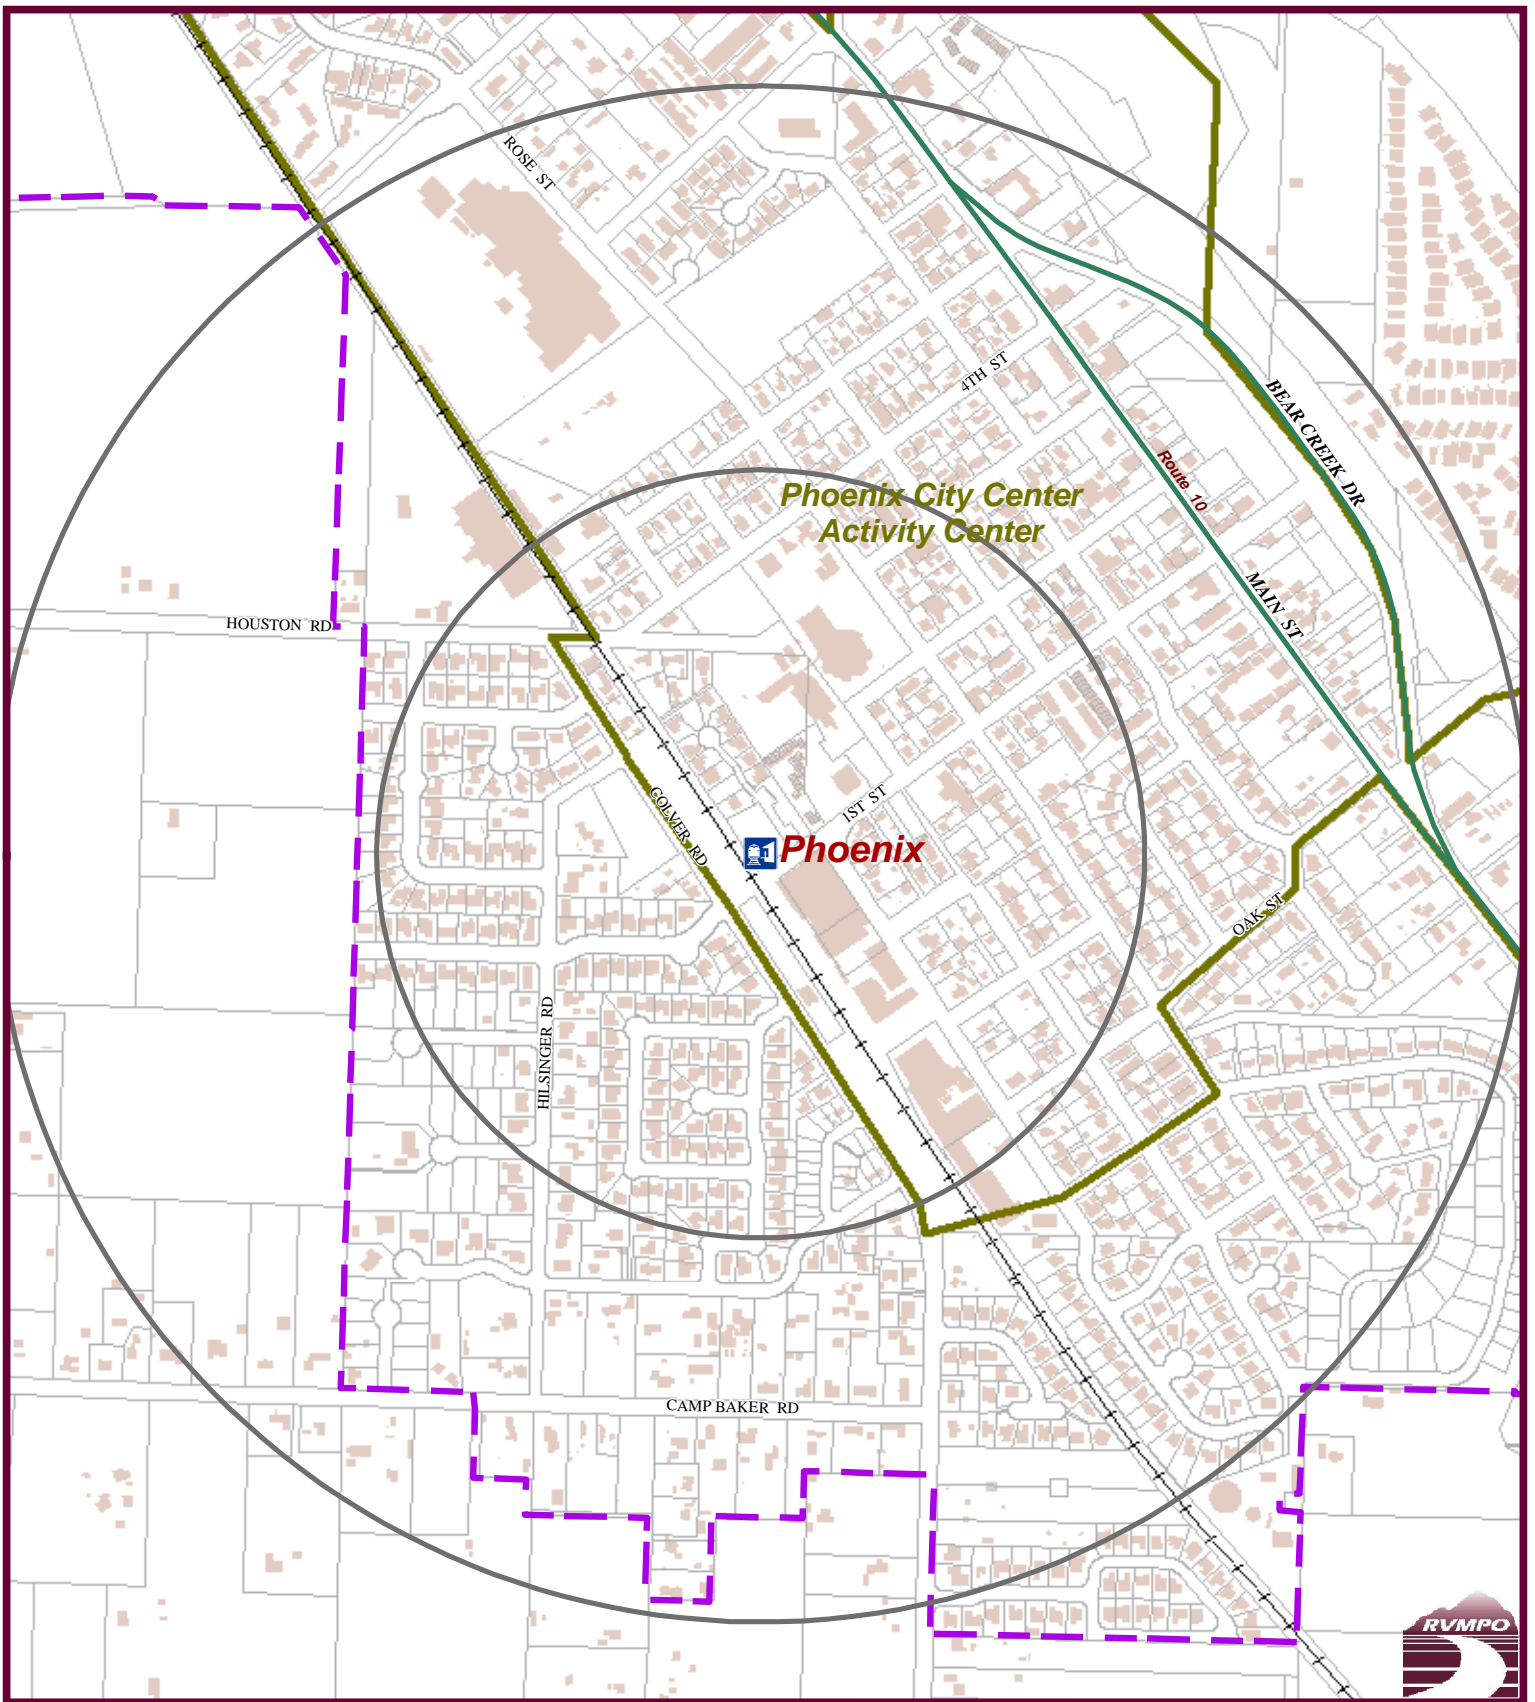 ROSE ST
4TH ST
BEAR CREEK DR
Route 10
Phoenix City Center
Activity Center
MAIN ST
HOUSTON RD
COLVER RD
1ST ST
Phoenix
OAK ST
HILSINGER RD
CAMP BAKER RD
RVMPO